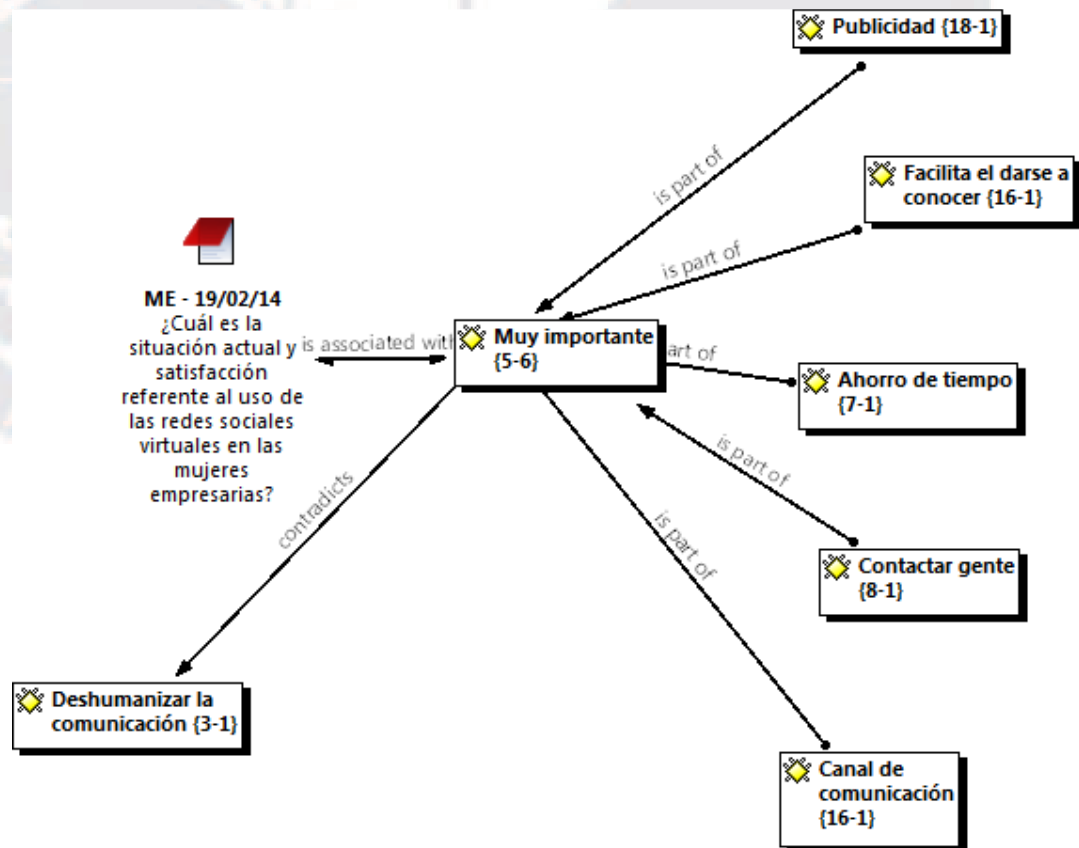 Publicidad {18-1}
is part of
Facilita el darse a
conocer {16-1}
is part of
ME - 19/02/14
¿Cuál es la
situación actual y
satisfacción
referente al uso de
las redes sociales
virtuales en las
mujeres
empresarias?
is associated with
Muy importante
{5-6}
art of
Ahorro de tiempo
{7-1}
is part of
Contactar gente
{8-1}
contradicts
is part of
Deshumanizar la
comunicación {3-1}
Canal de
comunicación
{16-1}